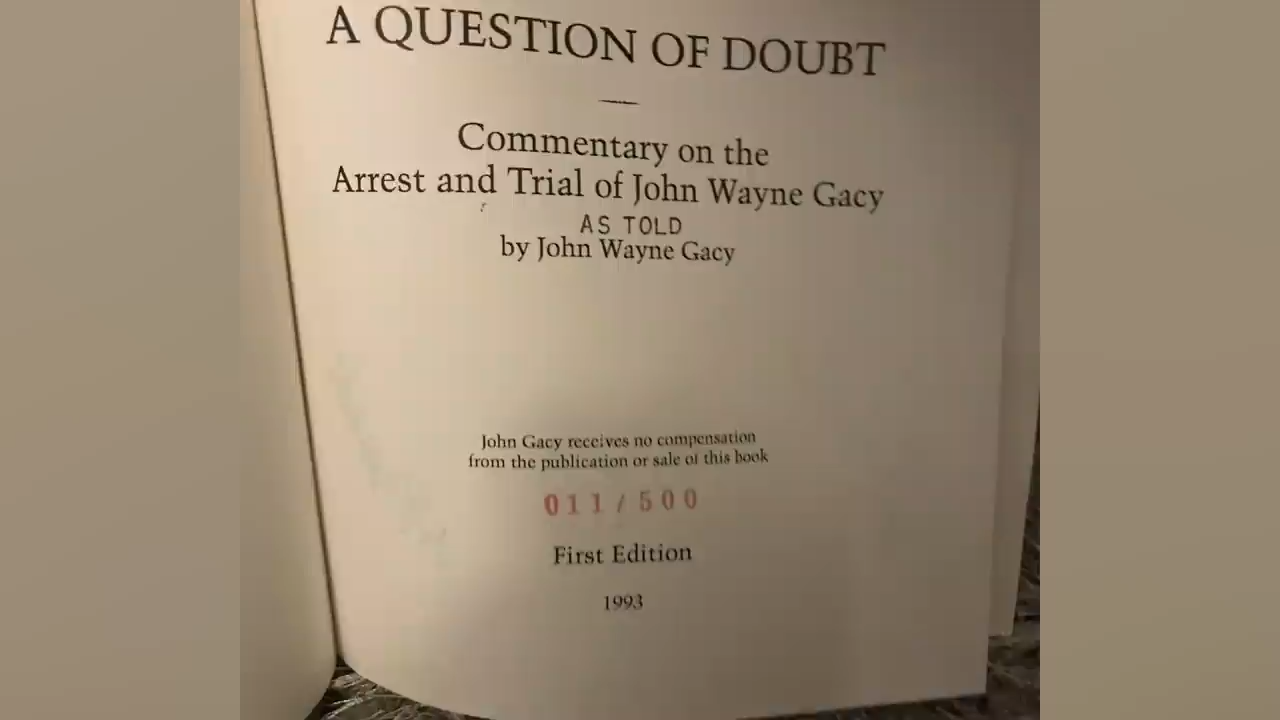 A QUESTION OF DOUBT
Commentary on the
Arrest and Trial of John Wayne Gacy
AS TOLD
by John Wayne Gacy
John Gacy receives no compensation
from the publication or sale of this book
011/500
First Edition
1993